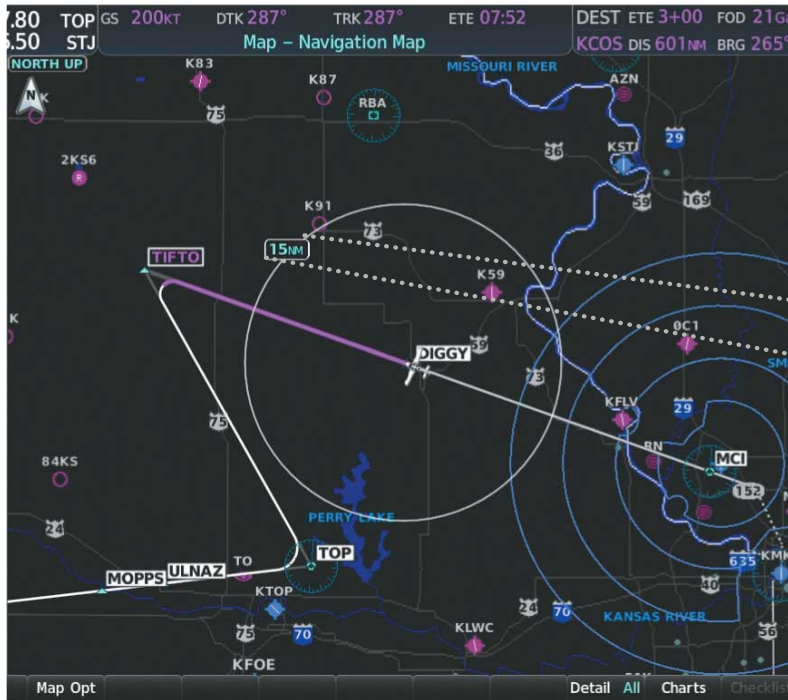 7.80 TOP GS 200KT DTK 287° TRK 287° ETE 07:52 DEST ETE 3+00 FOD 21Ga
5.50 STJ Map – Navigation Map KCOS DIS 601NM BRG 265°
NORTH UP K83 MISSOURI RIVER
N K87 AZN
K RBA
75
29
36 KSTJ
2KS6
R
59 169
K91
73
15NM
TIFTO
K59
K 0C1
59
DIGGY
SM
73
29
KFLV
75
RN
84KS MCI
152
24 PERRY LAKE
TOP
635
TO KMK
MOPPS ULNAZ
40
KTOP 24 70 KANSAS RIVER
75 70 KLWC 56
KFOE
Map Opt Detail All Charts Checklis